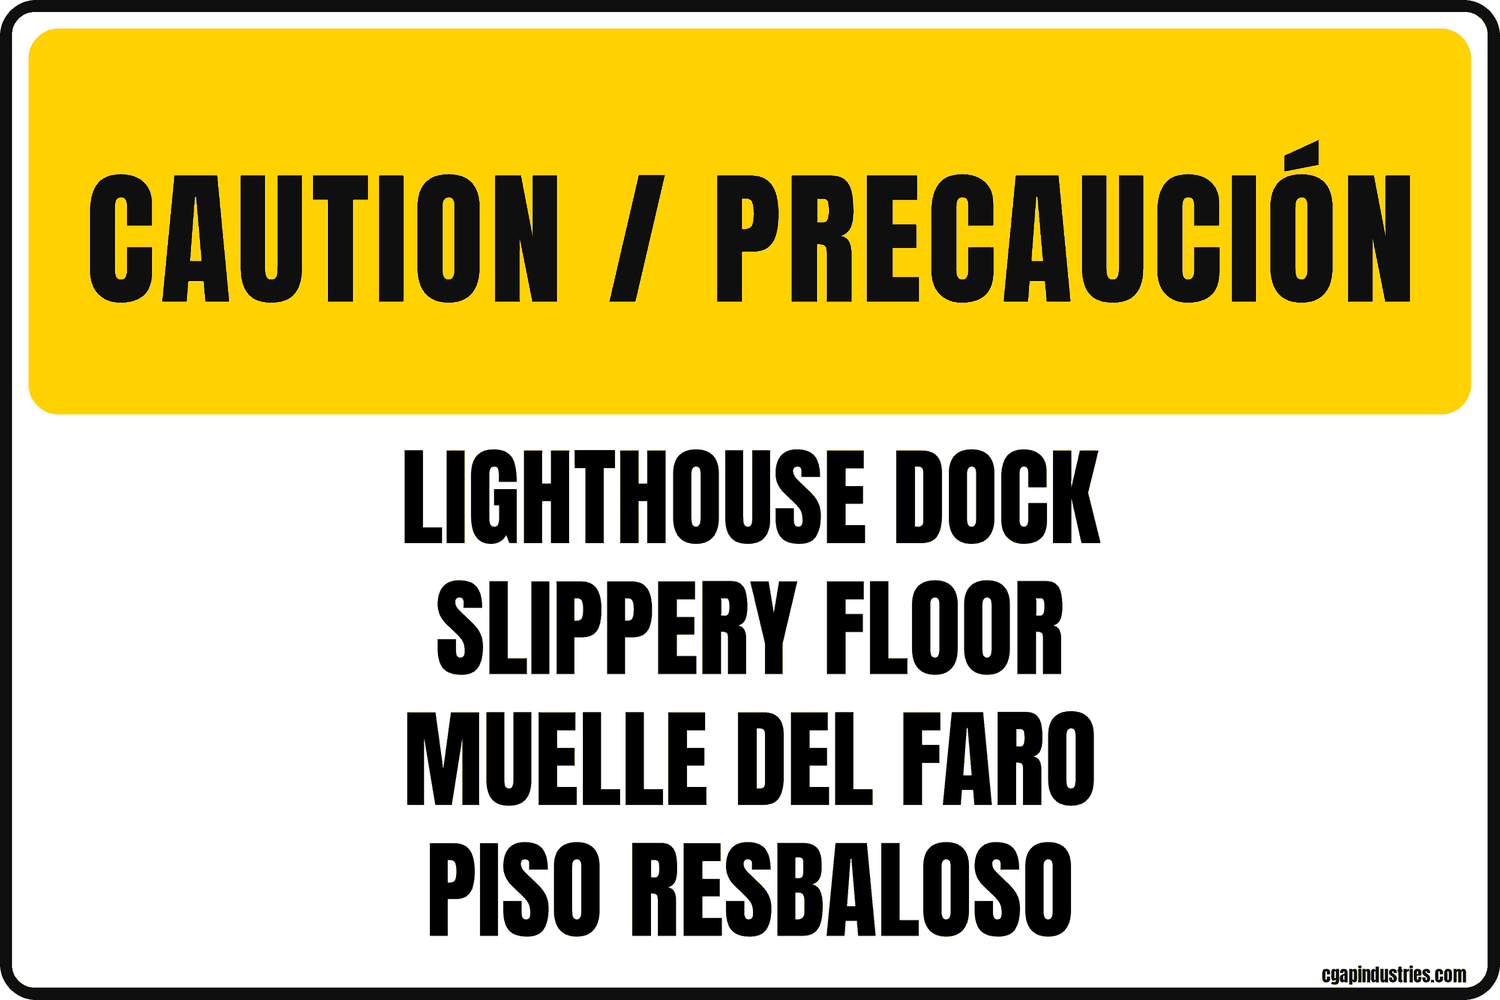 CAUTION / PRECAUCIÓN
LIGHTHOUSE DOCK
SLIPPERY FLOOR
MUELLE DEL FARO
PISO RESBALOSO
cgapindustries.com